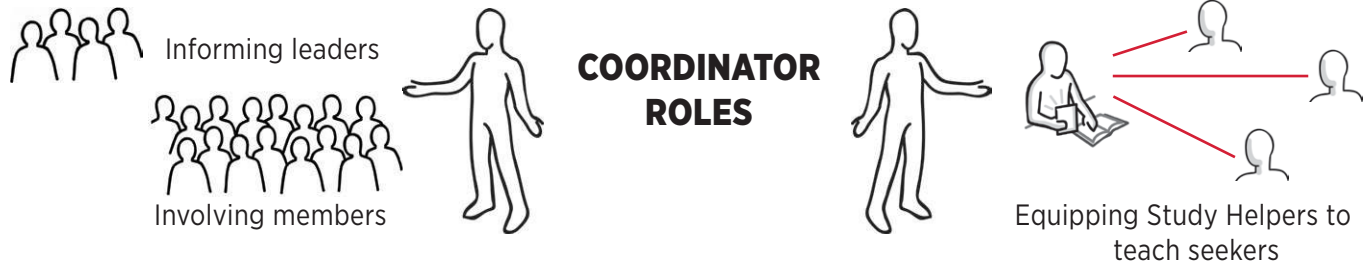 Informing leaders
Involving members
COORDINATOR
ROLES
Equipping Study Helpers to
teach seekers